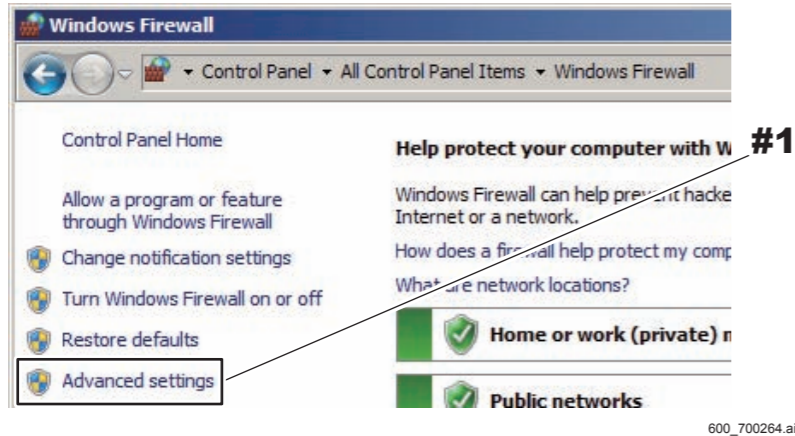 Windows Firewall
Control Panel All Control Panel Items Windows Firewall
Control Panel Home
Allow a program or feature
through Windows Firewall
Change notification settings
Turn Windows Firewall on or off
Restore defaults
Advanced settings
Help protect your computer with W
#1
Windows Firewall can help prevent hacke
Internet or a network.
How does a firewall help protect my comp
What are network locations?
Home or work (private) n
Public networks
600_700264.ai